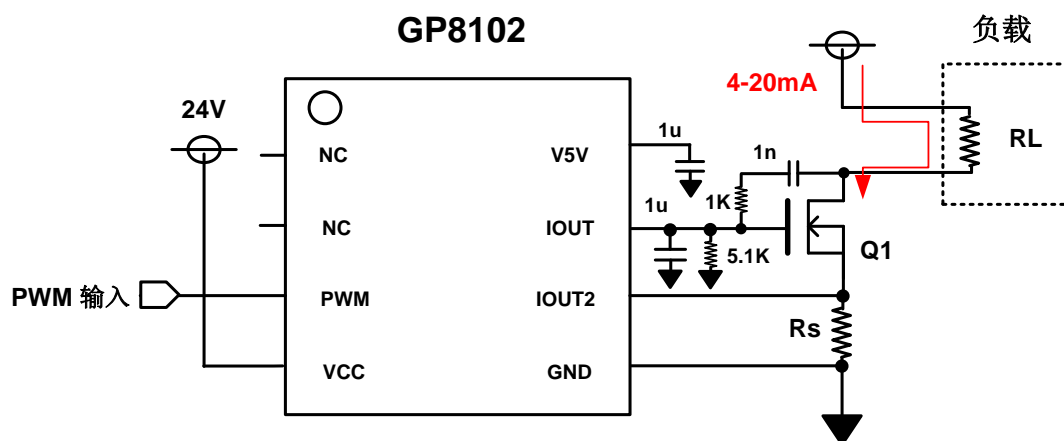 GP8102
负载
24V
4-20mA
1u
RL
NC
V5V
1n
1K
1u
NC
IOUT
5.1K
Q1
PWM 输入
PWM
IOUT2
Rs
VCC
GND